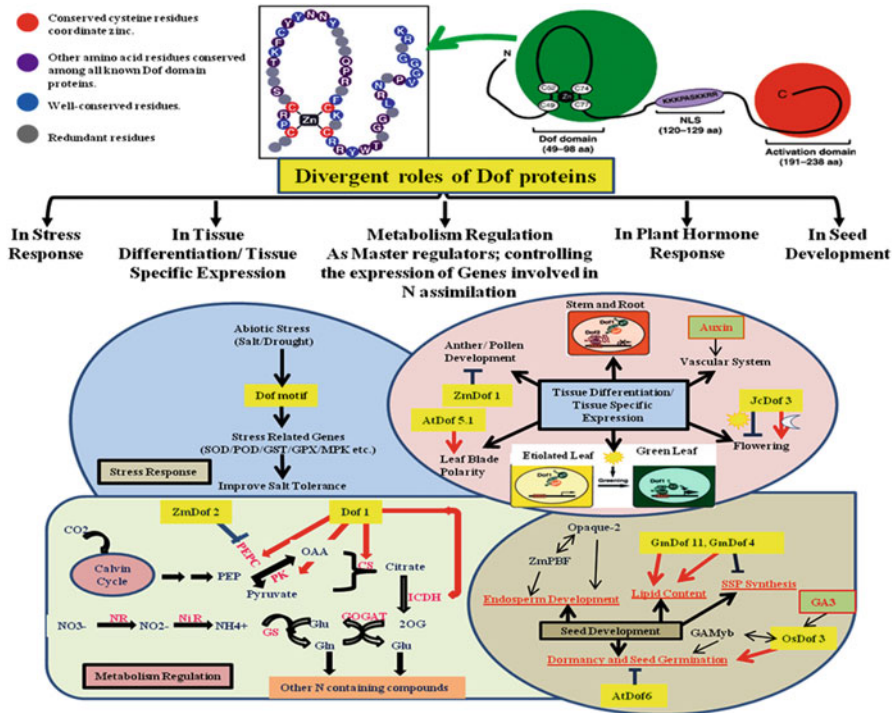 Conserved cysteine residues
coordinate zinc.
Other amino acid residues conserved
among all known Dof domain
proteins.
Well-conserved residues.
Redundant residues
Zn
N
C52
C74
Zn
C49
C77
Dof domain
(49–98 aa)
KKKPASKKRR
NLS
(120–129 aa)
C
Activation domain
(191–238 aa)
Divergent roles of Dof proteins
In Stress
Response
In Tissue
Differentiation/ Tissue
Specific Expression
Metabolism Regulation
As Master regulators; controlling
the expression of Genes involved in
N assimilation
In Plant Hormone
Response
In Seed
Development
Abiotic Stress
(Salt/Drought)
Dof motif
Stress Related Genes
(SOD/POD/GST/GPX/MPK etc.)
Improve Salt Tolerance
Stress Response
Stem and Root
Dof1
Dof2
Anther/ Pollen
Development
ZmDof 1
AtDof 5.1
Leaf Blade
Polarity
Tissue Differentiation/
Tissue Specific
Expression
Auxin
Vascular System
JcDof 3
Flowering
Etiolated Leaf
Green Leaf
Dof1
Greening
Dof1
ZmDof 2
Dof 1
CO2
Calvin
Cycle
PEP
PEPC
OAA
PK
Pyruvate
CS
Citrate
ICDH
2OG
NO3-
NR
NO2-
NiR
NH4+
GS
Glu
Gln
GOGAT
Glu
Other N containing compounds
Metabolism Regulation
Opaque-2
ZmPBF
Endosperm Development
GmDof 11, GmDof 4
Lipid Content
SSP Synthesis
Seed Development
GA3
GAMyb
OsDof 3
Dormancy and Seed Germination
AtDof6